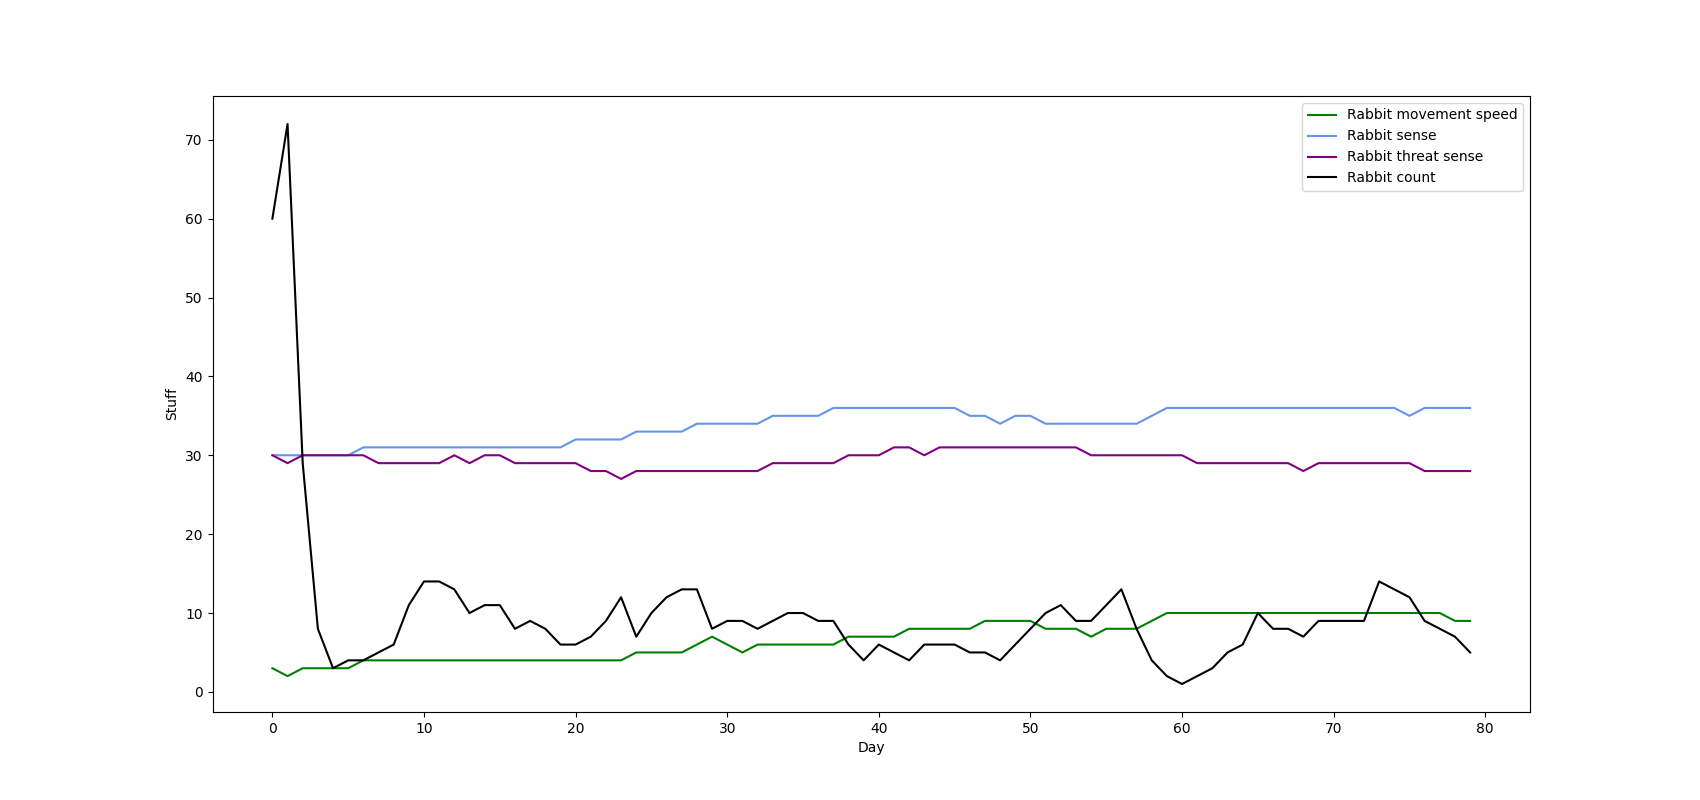 Rabbit movement speed
Rabbit sense
Rabbit threat sense
Rabbit count
70
60
50
40
30
20
10
0
Stuff
0 10 20 30 40 50 60 70 80
Day